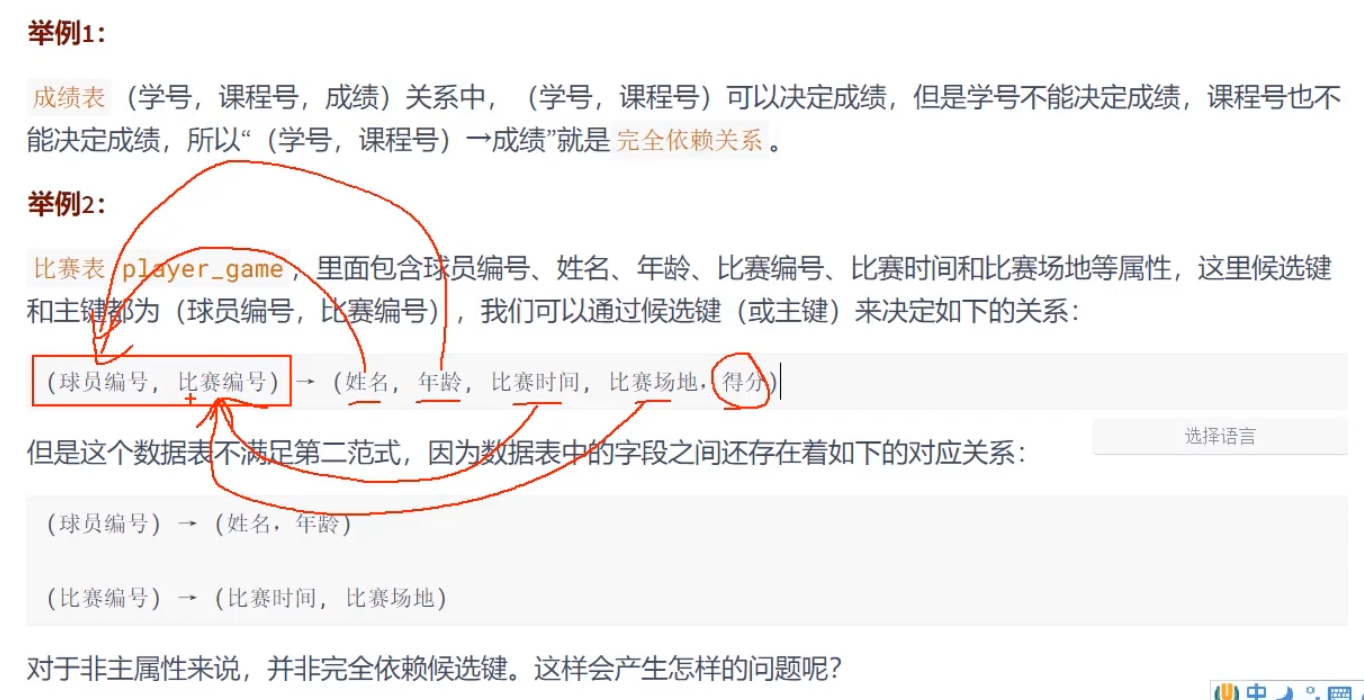 举例1：
成绩表 （学号，课程号，成绩）关系中，（学号，课程号）可以决定成绩，但是学号不能决定成绩，课程号也不
能决定成绩，所以“（学号，课程号）→成绩”就是 完全依赖关系 。
举例2：
比赛表 player_game ，里面包含球员编号、姓名、年龄、比赛编号、比赛时间和比赛场地等属性，这里候选键
和主键都为（球员编号，比赛编号），我们可以通过候选键（或主键）来决定如下的关系：
(球员编号, 比赛编号) → (姓名, 年龄, 比赛时间, 比赛场地，得分)
选择语言
但是这个数据表不满足第二范式，因为数据表中的字段之间还存在着如下的对应关系：
(球员编号) → (姓名，年龄)
(比赛编号) → (比赛时间, 比赛场地)
对于非主属性来说，并非完全依赖候选键。这样会产生怎样的问题呢？
中